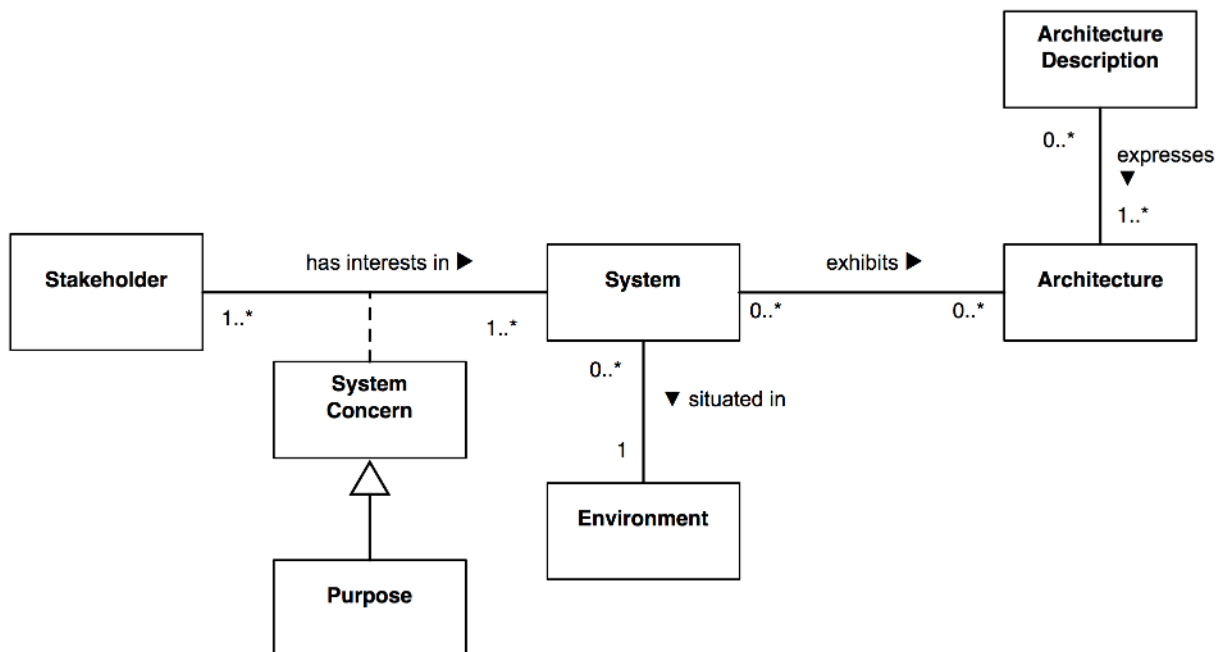 Architecture
Description
0..*
expresses
▼
1..*
Stakeholder
has interests in ▶
System
exhibits ▶
Architecture
1..*
1..*
0..*
0..*
System
Concern
0..*
▼ situated in
1
Environment
Purpose